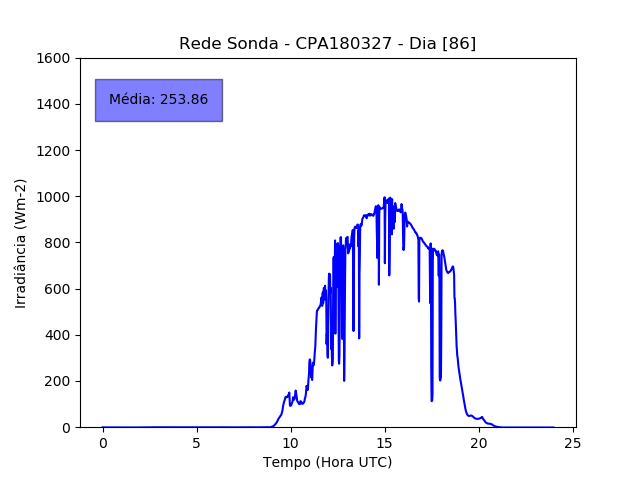 Rede Sonda - CPA180327 - Dia [86]
1600
1400
1200
1000
800
600
400
200
0
Média: 253.86
Irradiância (Wm-2)
0 5 10 15 20 25
Tempo (Hora UTC)